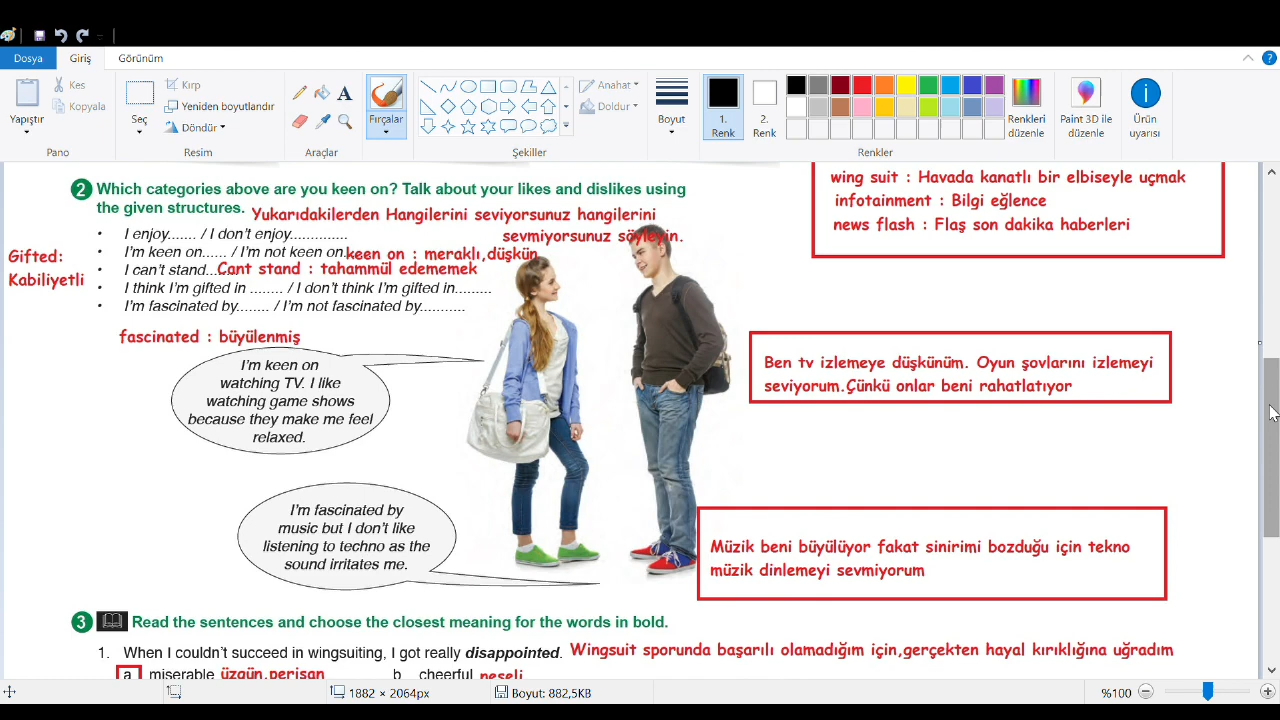 Dosya Giriş Görünüm
Yapıştır
Kes
Kopyala
Pano
Seç
Kırp
Yeniden boyutlandır
Döndür
Resim
A
Fırçalar
Araçlar
Şekiller
Anahat
Doldur
Boyut
1.
Renk
2.
Renk
Renkleri
düzenle
Renkler
Paint 3D ile
düzenle
Ürün
uyarısı
wing suit : Havada kanatlı bir elbiseyle uçmak
infotainment : Bilgi eğlence
news flash : Flaş son dakika haberleri
2 Which categories above are you keen on? Talk about your likes and dislikes using
the given structures. Yukarıdakilerden Hangilerini seviyorsunuz hangilerini
sevmiyorsunuz söyleyin.
• I enjoy....... / I don't enjoy..............
• I'm keen on...... / I'm not keen on... keen on : meraklı,düşkün
• I can't stand...... Cant stand : tahammül edememek
• I think I'm gifted in ........ / I don't think I'm gifted in.........
• I'm fascinated by........ / I'm not fascinated by...........
Gifted:
Kabiliyetli
fascinated : büyülenmiş
I'm keen on
watching TV. I like
watching game shows
because they make me feel
relaxed.
Ben tv izlemeye düşkünüm. Oyun şovlarını izlemeyi
seviyorum.Çünkü onlar beni rahatlatıyor
I'm fascinated by
music but I don't like
listening to techno as the
sound irritates me.
Müzik beni büyülüyor fakat sinirimi bozduğu için tekno
müzik dinlemeyi sevmiyorum
3 Read the sentences and choose the closest meaning for the words in bold.
1. When I couldn't succeed in wingsuiting, I got really disappointed. Wingsuit sporunda başarılı olamadığım için,gerçekten hayal kırıklığına uğradım
a miserable üzgün,perişan b cheerful neşeli
1882 × 2064px Boyut: 882,5KB %100